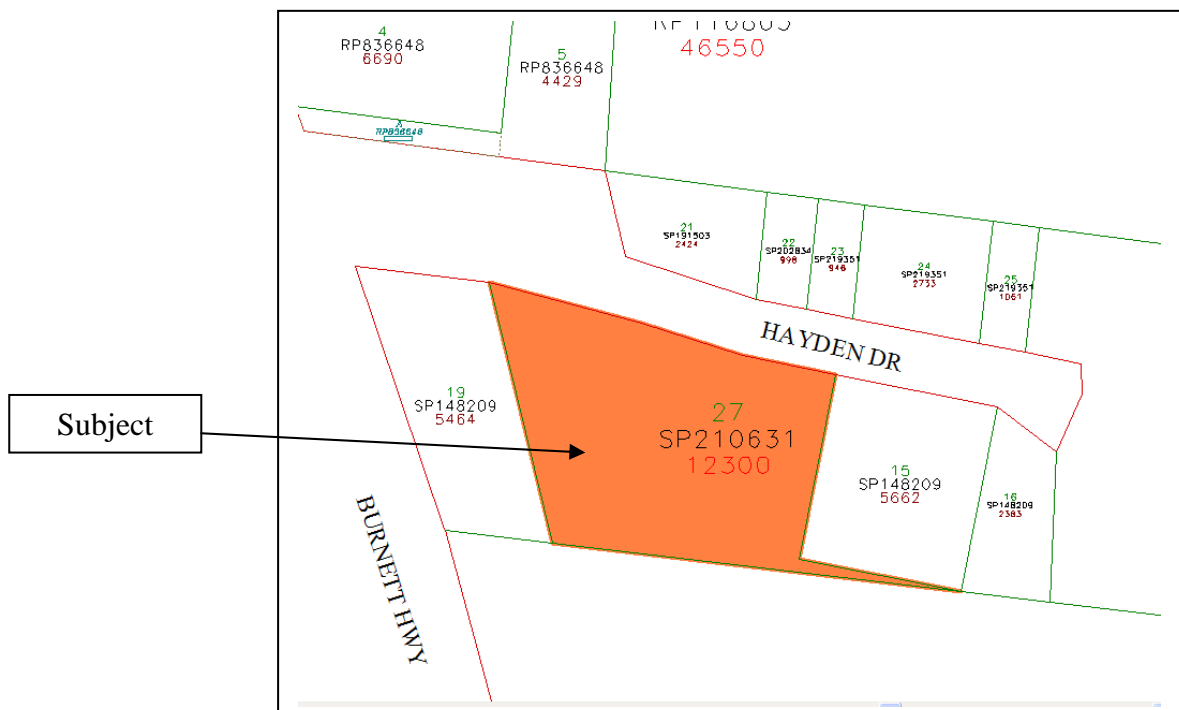 46550
4
RP836648
6690
5
RP836648
4429
A
RP836648
21
SP191503
2424
22
SP202834
998
23
SP219351
946
24
SP219351
2733
25
SP219351
1061
HAYDEN DR
19
SP148209
5464
27
SP210631
12300
Subject
15
SP148209
5662
16
SP148209
2383
BURNETT HWY